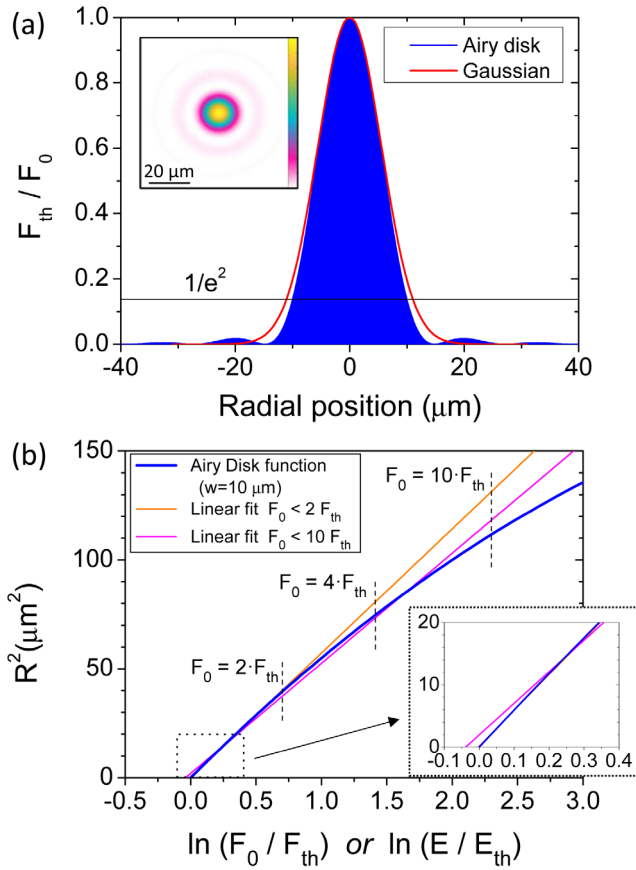 (a)
1.0
0.8
0.6
0.4
0.2
0.0
F_th / F_0
20 μm
Airy disk
Gaussian
1/e²
-40
-20
0
20
40
Radial position (μm)
(b)
150
100
50
0
R²(μm²)
Airy Disk function
(w=10 μm)
Linear fit F_0 < 2 F_th
Linear fit F_0 < 10 F_th
F_0 = 10·F_th
F_0 = 4·F_th
F_0 = 2·F_th
20
10
0
-0.1 0.0 0.1 0.2 0.3 0.4
-0.5 0.0 0.5 1.0 1.5 2.0 2.5 3.0
ln (F_0 / F_th) or ln (E / E_th)